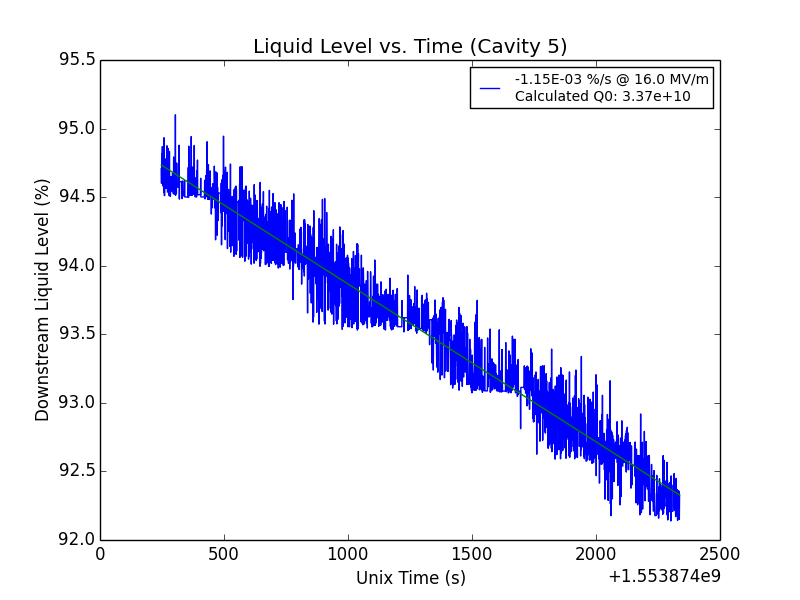 Liquid Level vs. Time (Cavity 5)
-1.15E-03 %/s @ 16.0 MV/m
Calculated Q0: 3.37e+10
Downstream Liquid Level (%)
95.5
95.0
94.5
94.0
93.5
93.0
92.5
92.0
0
500
1000
1500
2000
2500
Unix Time (s)
+1.553874e9